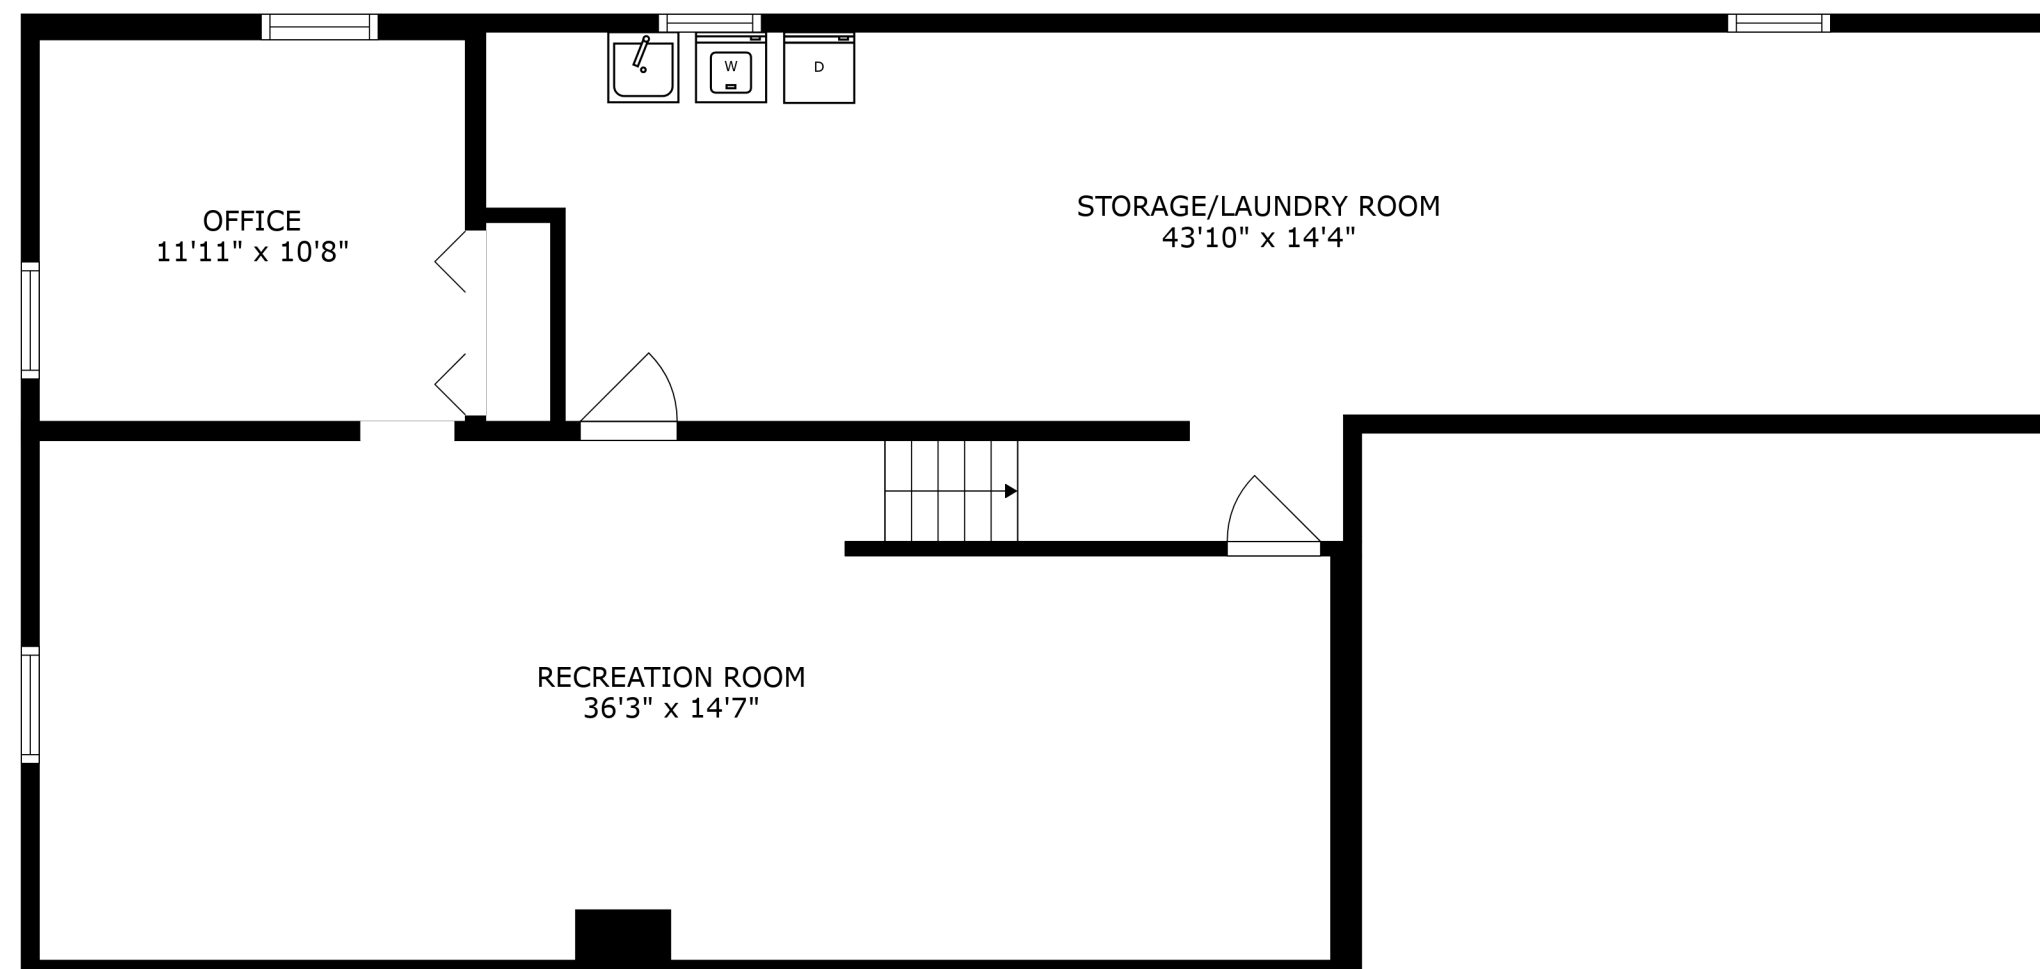 W
D
OFFICE
11'11" x 10'8"
STORAGE/LAUNDRY ROOM
43'10" x 14'4"
RECREATION ROOM
36'3" x 14'7"